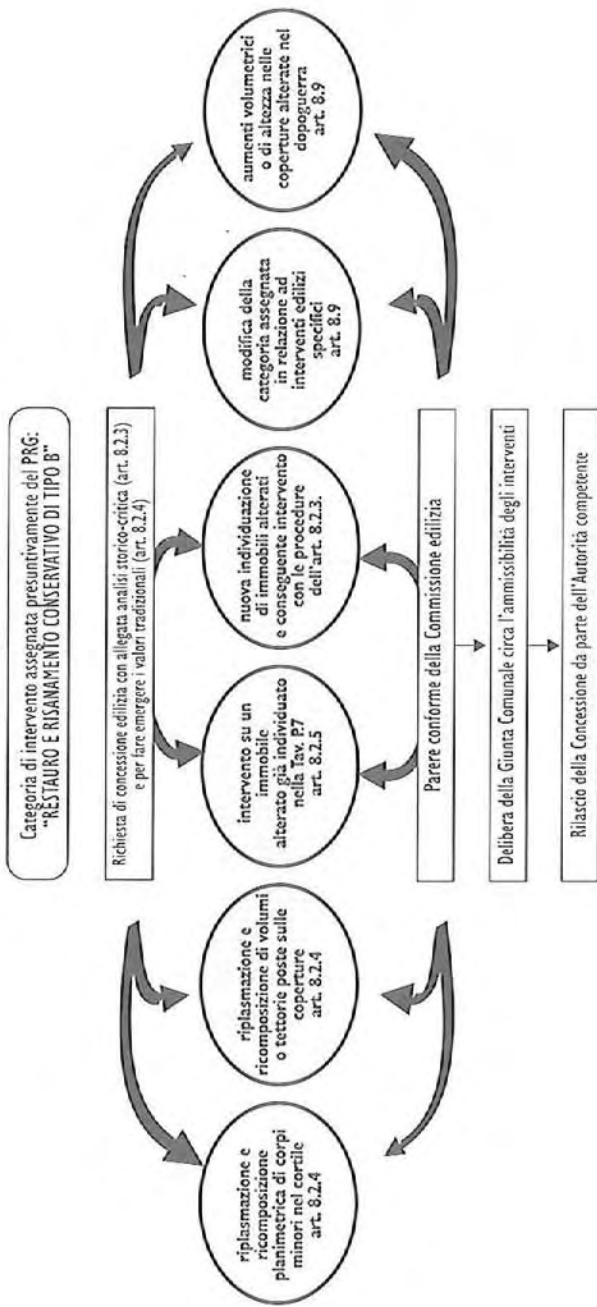 Categoria di intervento assegnata presuntivamente del PRG:
“RESTAURO E RISANAMENTO CONSERVATIVO DI TIPO B”
Richiesta di concessione edilizia con allegata analisi storico-critica (art. 8.2.3)
e per fare emergere i valori tradizionali (art. 8.2.4)
riplasmazione e
ricomposizione
planimetrica di corpi
minori nel cortile
art. 8.2.4
riplasmazione e
ricomposizione di volumi
o tettorie poste sulle
coperture
art. 8.2.4
intervento su un
immobile
alterato già individuato
nella Tav. P.7
art. 8.2.5
nuova individuazione
di immobili alterati
e conseguente intervento
con le procedure
dell'art. 8.2.3.
modifica della
categoria assegnata
in relazione ad
interventi edilizi
specifici
art. 8.9
aumenti volumetrici
o di altezza nelle
coperture alterate nel
dopoguerra
art. 8.9
Parere conforme della Commissione edilizia
Delibera della Giunta Comunale circa l'ammissibilità degli interventi
Rilascio della Concessione da parte dell'Autorità competente